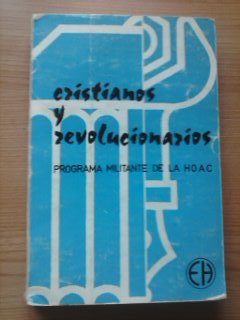 cristianos
y
revolucionarios
PROGRAMA MILITANTE DE LA HOAC
EH